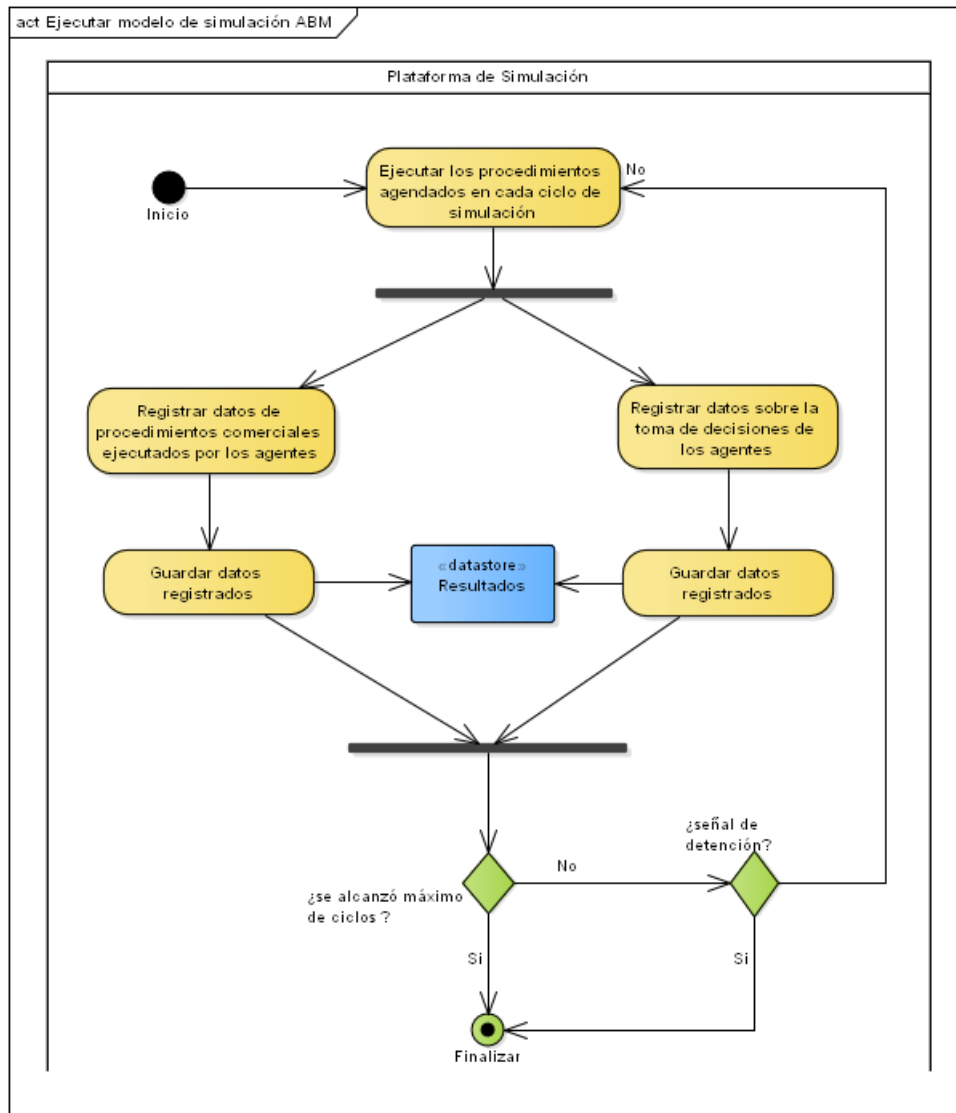 act Ejecutar modelo de simulación ABM
Plataforma de Simulación
Ejecutar los procedimientos
agendados en cada ciclo de
simulación
No
Inicio
Registrar datos de
procedimientos comerciales
ejecutados por los agentes
Registrar datos sobre la
toma de decisiones de
los agentes
Guardar datos
registrados
«datastore»
Resultados
Guardar datos
registrados
¿señal de
detención?
No
¿se alcanzó máximo
de ciclos ?
Si
Si
Finalizar